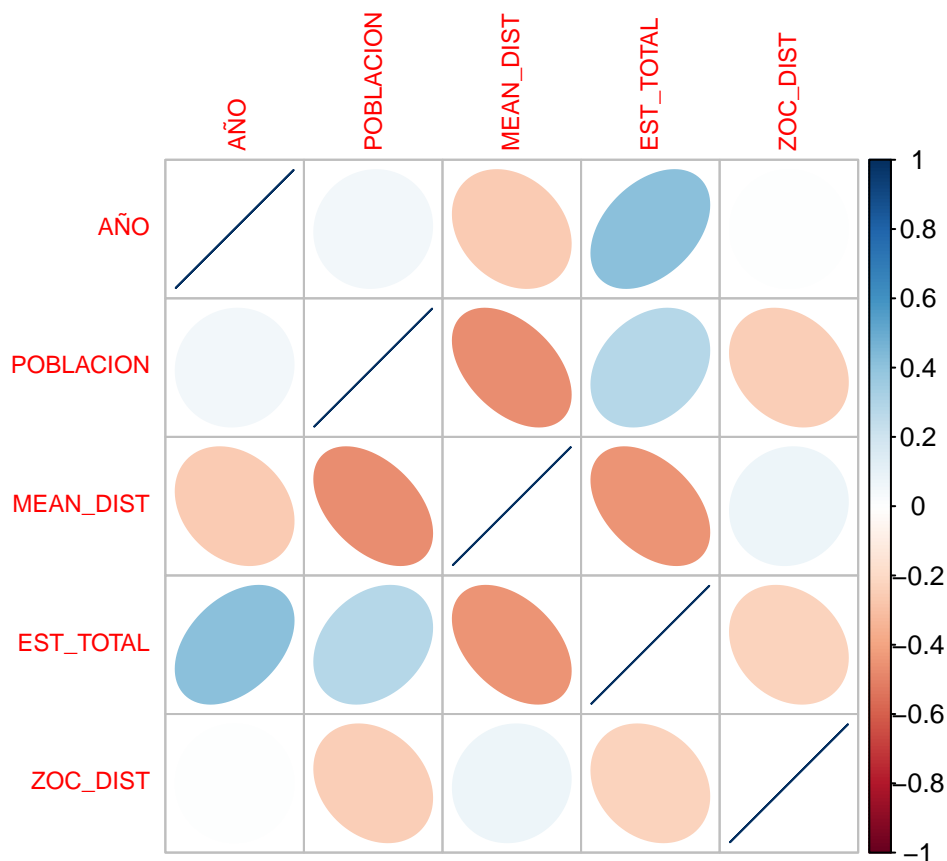 AÑO
POBLACION
MEAN_DIST
EST_TOTAL
ZOC_DIST
AÑO
POBLACION
MEAN_DIST
EST_TOTAL
ZOC_DIST
1
0.8
0.6
0.4
0.2
0
−0.2
−0.4
−0.6
−0.8
−1